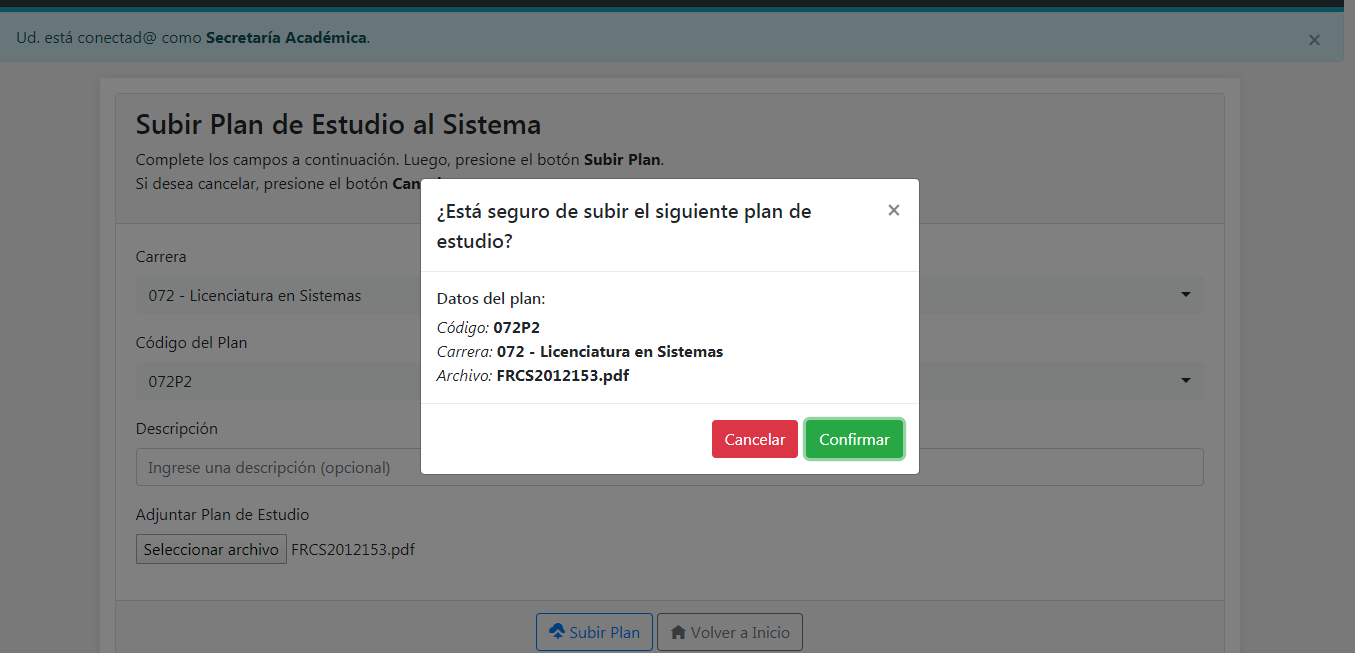 Ud. está conectad@ como Secretaría Académica.
×
Subir Plan de Estudio al Sistema
Complete los campos a continuación. Luego, presione el botón Subir Plan.
Si desea cancelar, presione el botón Can
¿Está seguro de subir el siguiente plan de
estudio?
×
Datos del plan:
Código: 072P2
Carrera: 072 - Licenciatura en Sistemas
Archivo: FRCS2012153.pdf
Cancelar
Confirmar
Carrera
072 - Licenciatura en Sistemas
Código del Plan
072P2
Descripción
Ingrese una descripción (opcional)
Adjuntar Plan de Estudio
Seleccionar archivo FRCS2012153.pdf
Subir Plan
Volver a Inicio